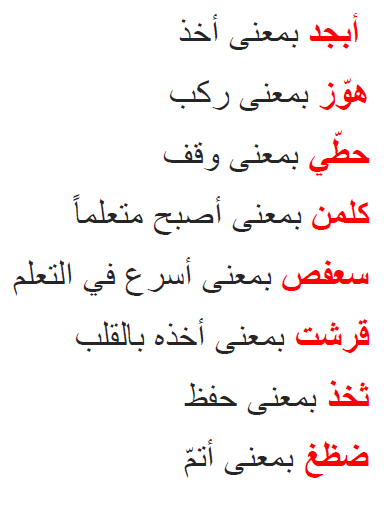 أبجد بمعنى أخذ
هوّز بمعنى ركب
حطّي بمعنى وقف
كلمن بمعنى أصبح متعلماً
سعفص بمعنى أسرع في التعلم
قرشت بمعنى أخذه بالقلب
ثخذ بمعنى حفظ
ضظغ بمعنى أتمّ